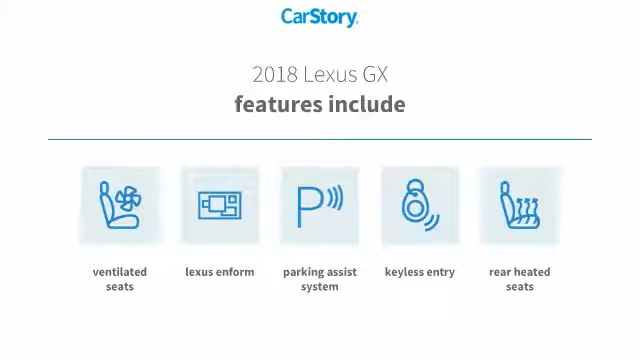 CarStory.
2018 Lexus GX
features include
P
ventilated seats
lexus enform
parking assist system
keyless entry
rear heated seats